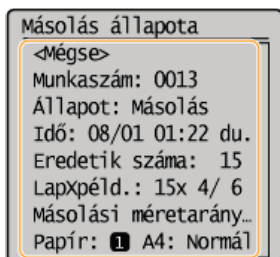 Másolás állapota
<Mégse>
Munkaszám: 0013
Állapot: Másolás
Idő: 08/01 01:22 du.
Eredetik száma: 15
LapXpéld.: 15x 4/ 6
Másolási méretarány…
Papír: 1 A4: Normál